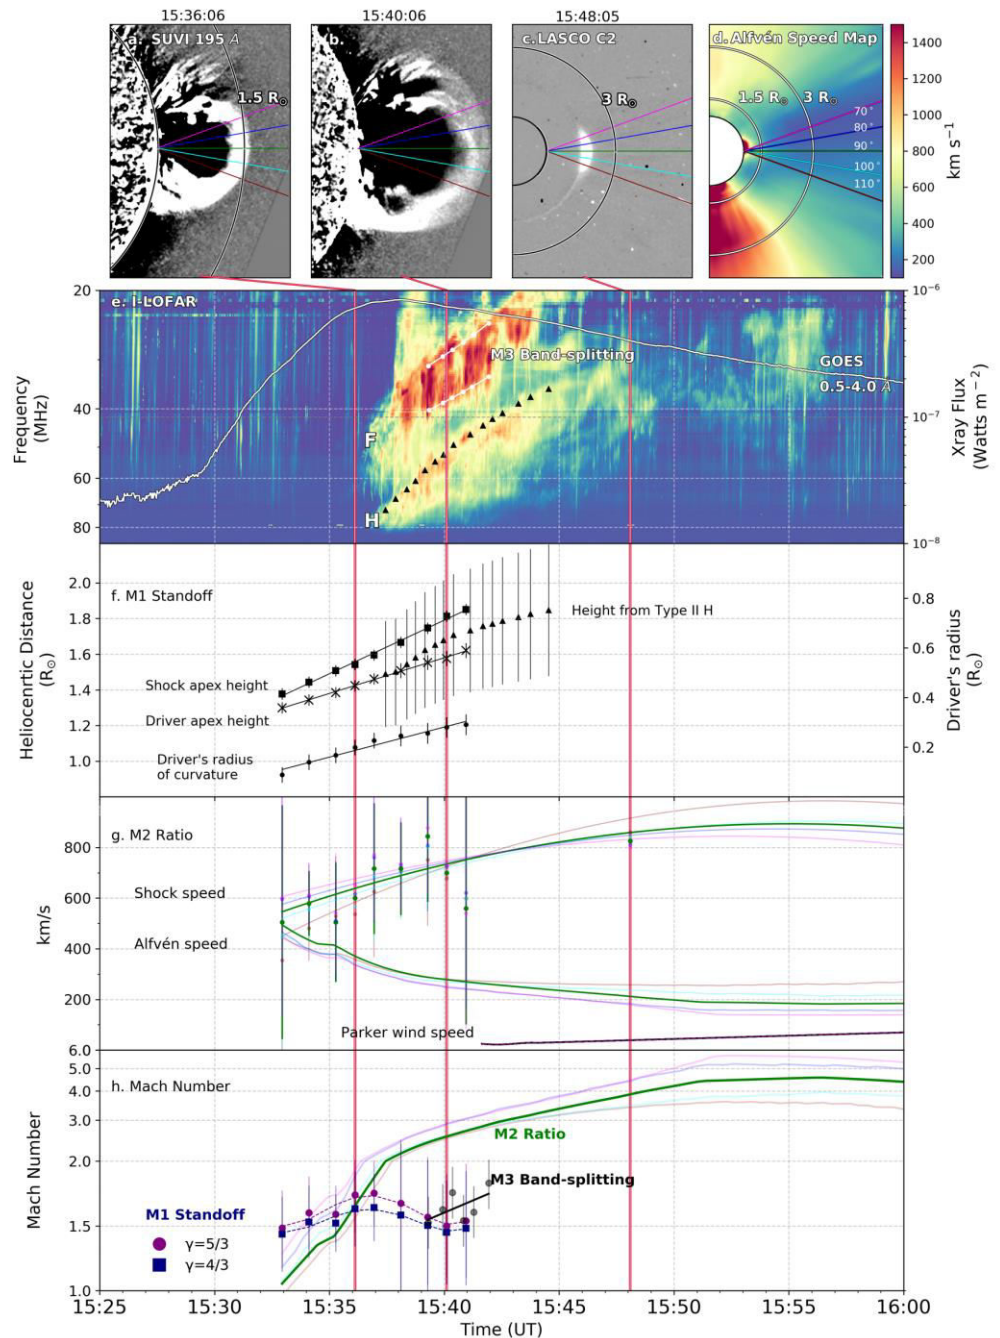 15:36:06
15:40:06
15:48:05
a. SUVI 195 Å
b.
c. LASCO C2
d. Alfvén Speed Map
1.5 R☉
3 R☉
1.5 R☉
3 R☉
70°
80°
90°
100°
110°
1400
1200
1000
800
600
400
200
km s⁻¹
e. I-LOFAR
20
40
60
80
Frequency
(MHz)
M3 Band-splitting
F
H
GOES
0.5-4.0 Å
10⁻⁶
10⁻⁷
10⁻⁸
Xray Flux
(Watts m⁻²)
f. M1 Standoff
2.0
1.8
1.6
1.4
1.2
1.0
Heliocenrtic Distance
(R☉)
Height from Type II H
Shock apex height
Driver apex height
Driver's radius
of curvature
0.8
0.6
0.4
0.2
Driver's radius
(R☉)
g. M2 Ratio
800
600
400
200
km/s
Shock speed
Alfvén speed
Parker wind speed
6.0
5.0
4.0
3.0
2.0
1.5
1.0
Mach Number
h. Mach Number
M2 Ratio
M3 Band-splitting
M1 Standoff
γ=5/3
γ=4/3
15:25
15:30
15:35
15:40
15:45
15:50
15:55
16:00
Time (UT)